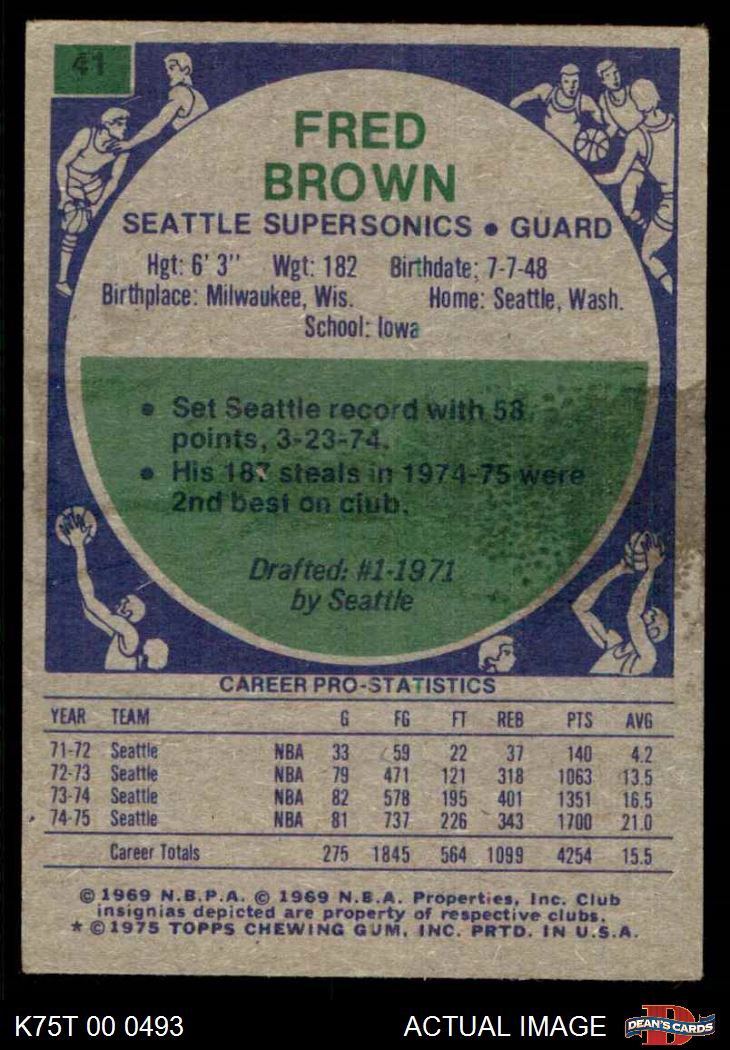 41
FRED
BROWN
SEATTLE SUPERSONICS • GUARD
Hgt: 6' 3'' Wgt: 182 Birthdate: 7-7-48
Birthplace: Milwaukee, Wis. Home: Seattle, Wash.
School: Iowa
• Set Seattle record with 58
points, 3-23-74.
• His 187 steals in 1974-75 were
2nd best on club.
Drafted: #1-1971
by Seattle
CAREER PRO-STATISTICS
YEAR TEAM G FG FT REB PTS AVG
71-72 Seattle NBA 33 59 22 37 140 4.2
72-73 Seattle NBA 79 471 121 318 1063 13.5
73-74 Seattle NBA 82 578 195 401 1351 16.5
74-75 Seattle NBA 81 737 226 343 1700 21.0
Career Totals 275 1845 564 1099 4254 15.5
© 1969 N.B.P.A. © 1969 N.B.A. Properties, Inc. Club
insignias depicted are property of respective clubs.
* © 1975 TOPPS CHEWING GUM, INC. PRTD. IN U.S.A.
K75T 00 0493 ACTUAL IMAGE D DEAN'S CARDS